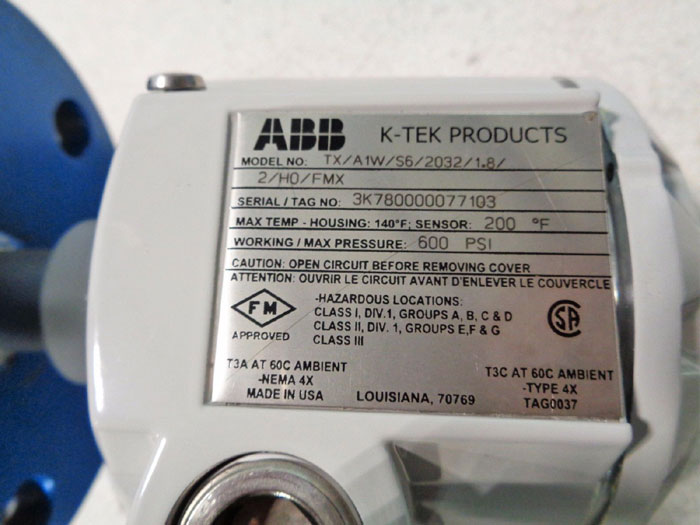 ABB K-TEK PRODUCTS
MODEL NO: TX/A1W/S6/2032/1.8/
2/H0/FMX
SERIAL / TAG NO: 3K780000077103
MAX TEMP - HOUSING: 140°F; SENSOR: 200 °F
WORKING / MAX PRESSURE: 600 PSI
CAUTION: OPEN CIRCUIT BEFORE REMOVING COVER
ATTENTION: OUVRIR LE CIRCUIT AVANT D'ENLEVER LE COUVERCLE
FM
APPROVED
-HAZARDOUS LOCATIONS:
CLASS I, DIV.1, GROUPS A, B, C & D
CLASS II, DIV. 1, GROUPS E,F & G
CLASS III
SA
T3A AT 60C AMBIENT
-NEMA 4X
MADE IN USA
LOUISIANA, 70769
T3C AT 60C AMBIENT
-TYPE 4X
TAG0037